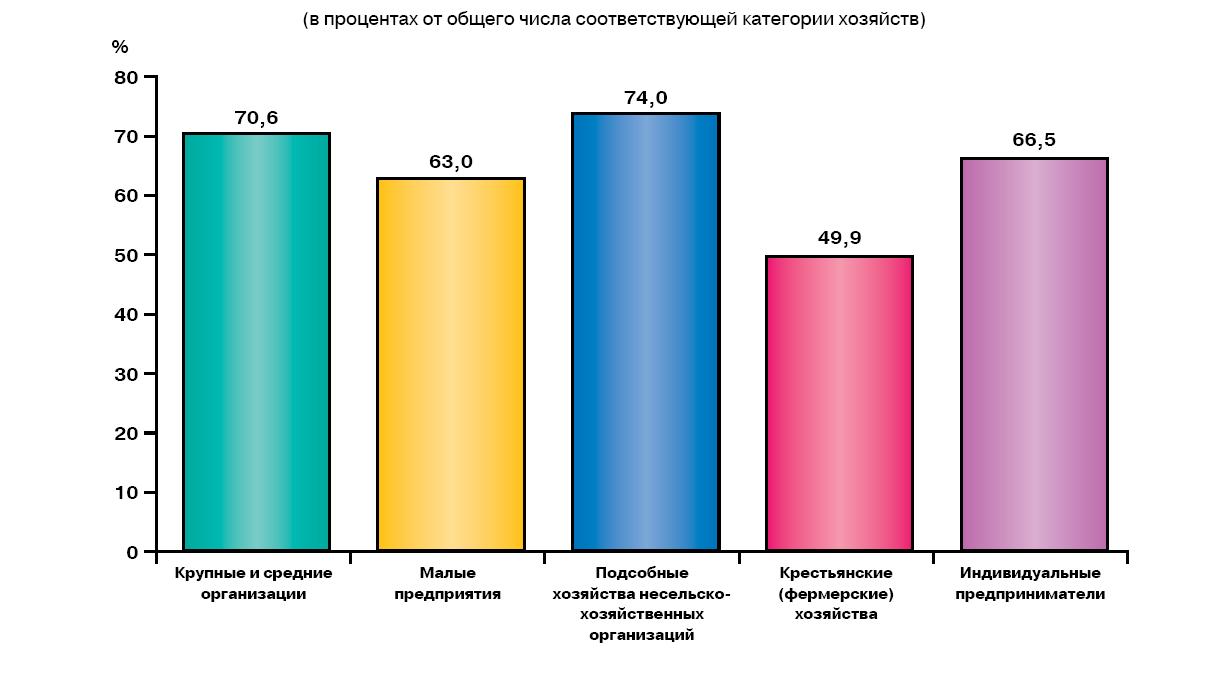 (в процентах от общего числа соответствующей категории хозяйств)
%
80
70
60
50
40
30
20
10
0
70,6
63,0
74,0
49,9
66,5
Крупные и средние
организации
Малые
предприятия
Подсобные
хозяйства несельско-
хозяйственных
организаций
Крестьянские
(фермерские)
хозяйства
Индивидуальные
предприниматели